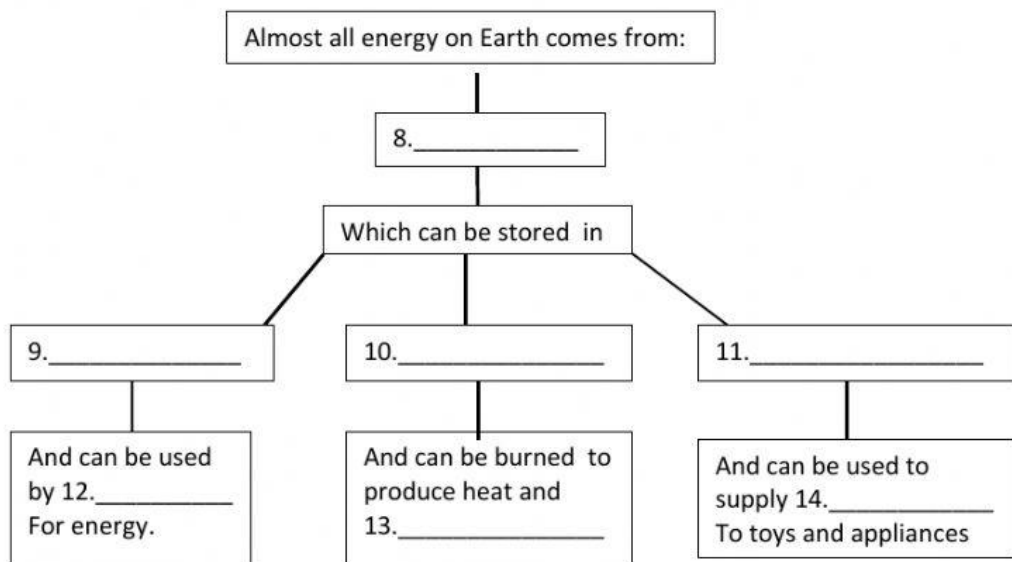 Almost all energy on Earth comes from:
8.____________
Which can be stored  in
9.______________
10._______________
11._________________
And can be used
by 12.__________
For energy.
And can be burned  to
produce heat and
13._______________
And can be used to
supply 14.____________
To toys and appliances